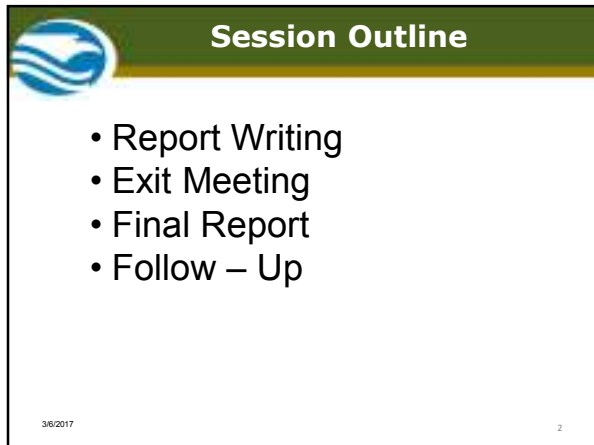 Session Outline
• Report Writing
• Exit Meeting
• Final Report
• Follow – Up
3/6/2017
2